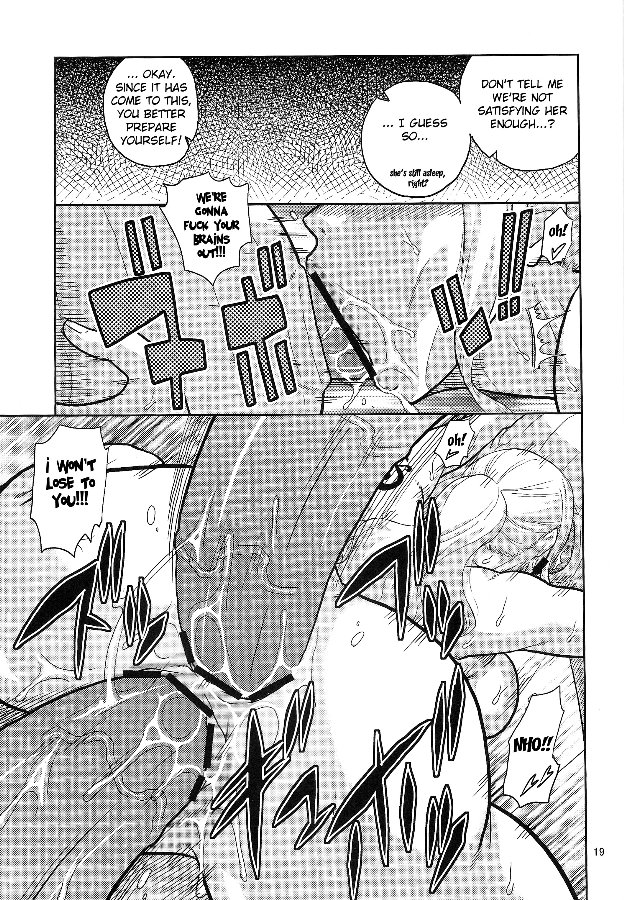 DON'T TELL ME
WE'RE NOT
SATISFYING HER
ENOUGH...?
... I GUESS
SO...
she's still asleep,
right?
... OKAY.
SINCE IT HAS
COME TO THIS,
YOU BETTER
PREPARE
YOURSELF!
oh!
WE'RE
GONNA
FUCK YOUR
BRAINS
OUT!!!
oh!
i WON'T
LOSE TO
YOU!!!
NHO!!
19